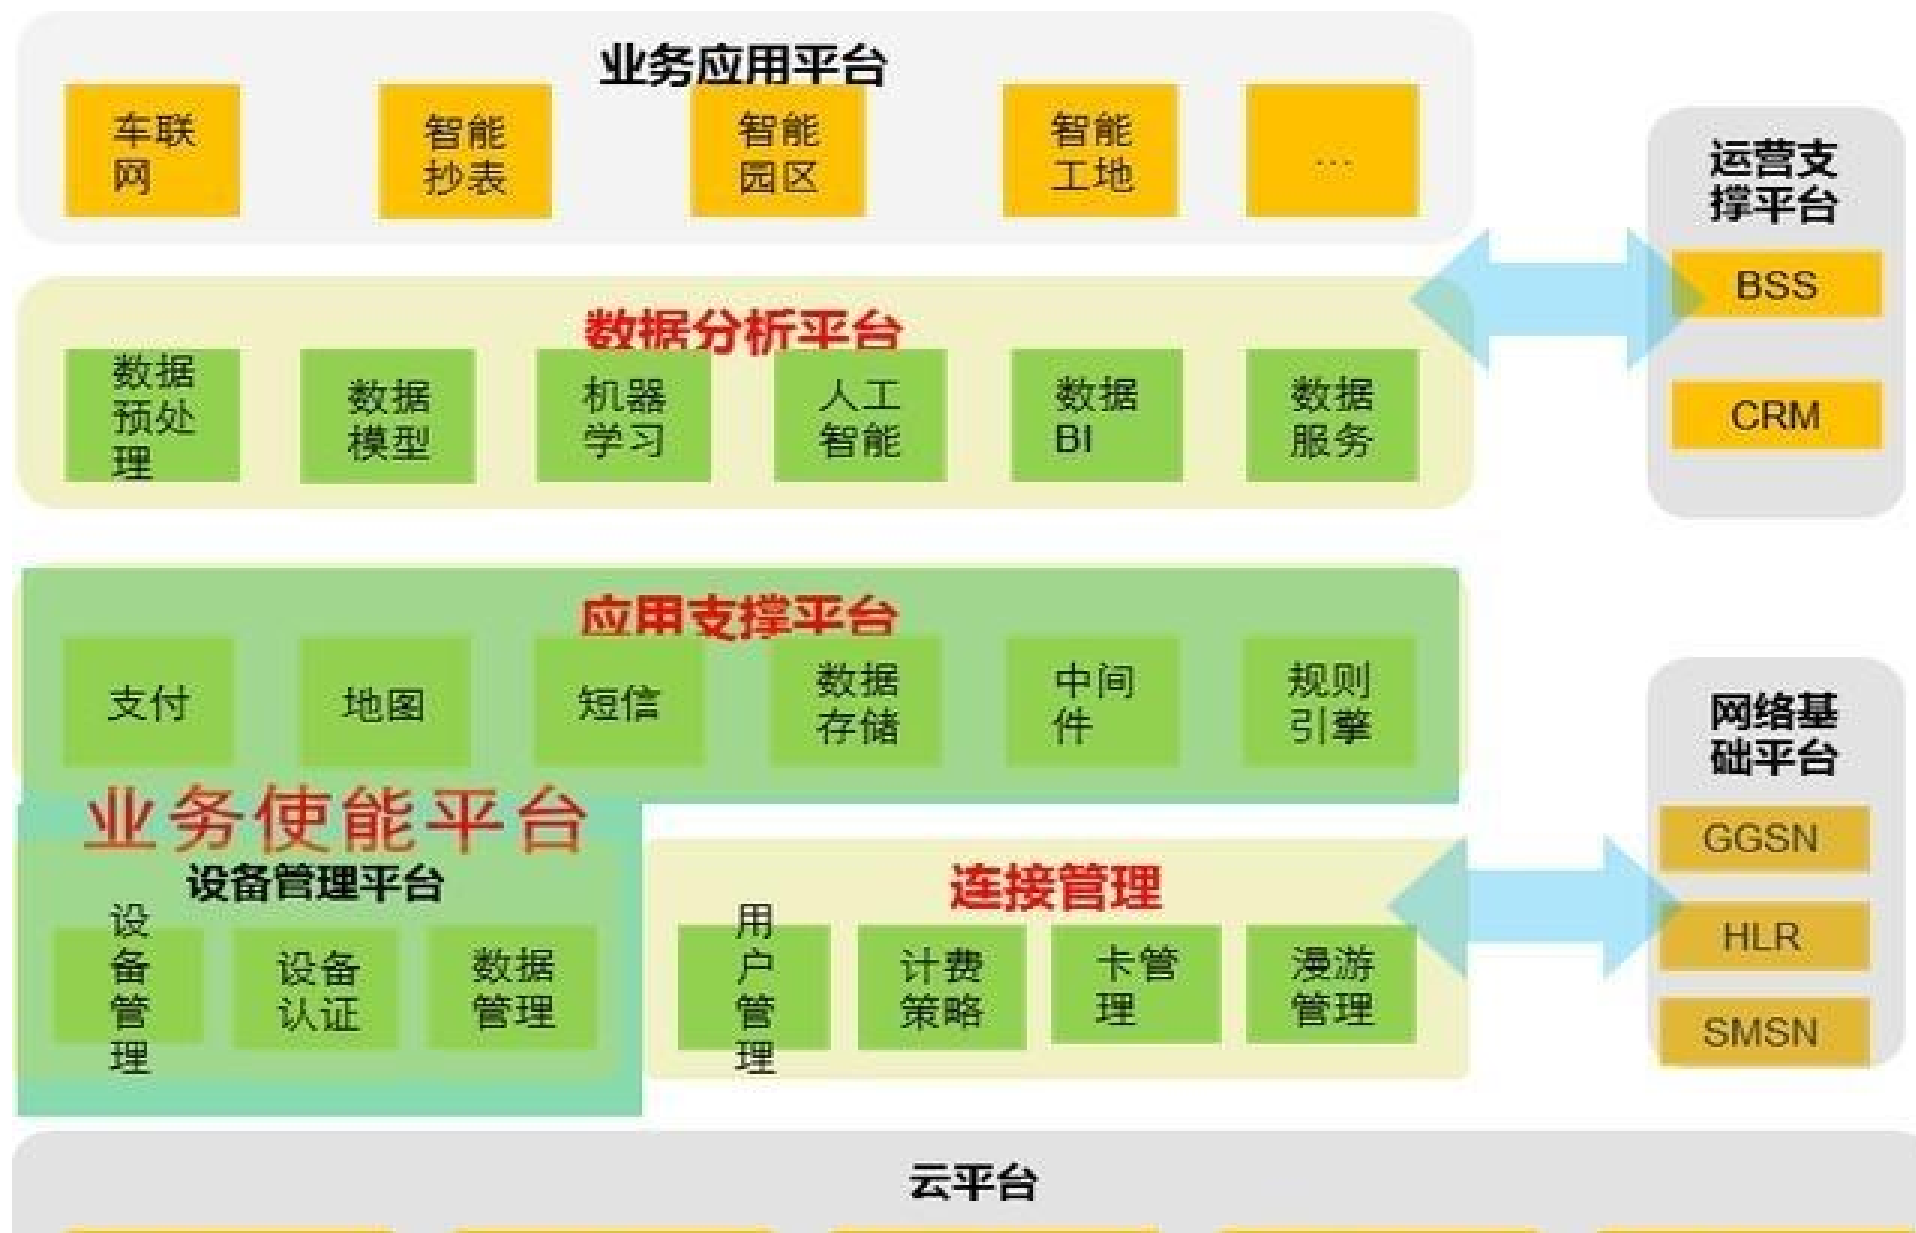 业务应用平台
车联
网
智能
抄表
智能
园区
智能
工地
...
运营支
撑平台
BSS
CRM
数据分析平台
数据
预处
理
数据
模型
机器
学习
人工
智能
数据
BI
数据
服务
应用支撑平台
支付
地图
短信
数据
存储
中间
件
规则
引擎
业务使能平台
设备管理平台
设
备
管
理
设备
认证
数据
管理
连接管理
用
户
管
理
计费
策略
卡管
理
漫游
管理
网络基
础平台
GGSN
HLR
SMSN
云平台